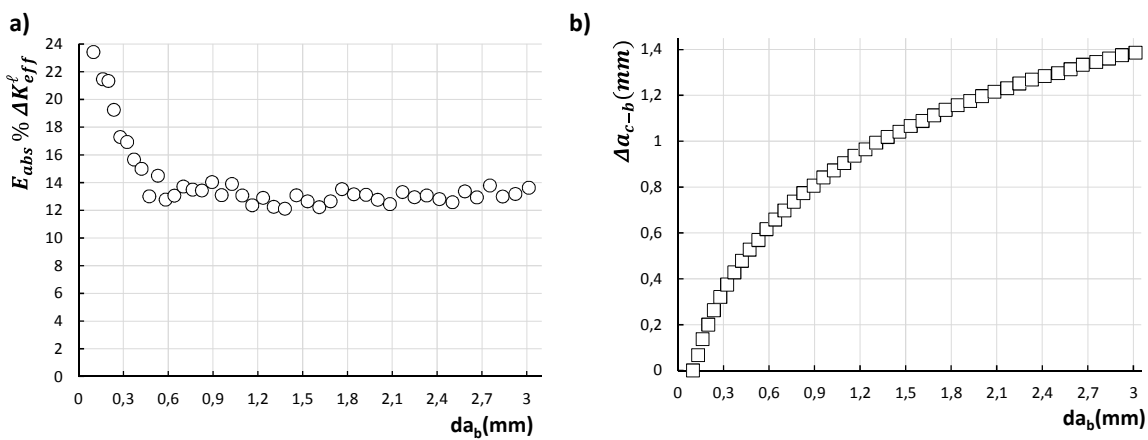 a)
E_abs % ΔK^ℓ_eff
24
22
20
18
16
14
12
10
8
6
4
2
0
0 0,3 0,6 0,9 1,2 1,5 1,8 2,1 2,4 2,7 3
da_b(mm)
b)
Δa_c−b(mm)
1,4
1,2
1
0,8
0,6
0,4
0,2
0
0 0,3 0,6 0,9 1,2 1,5 1,8 2,1 2,4 2,7 3
da_b(mm)